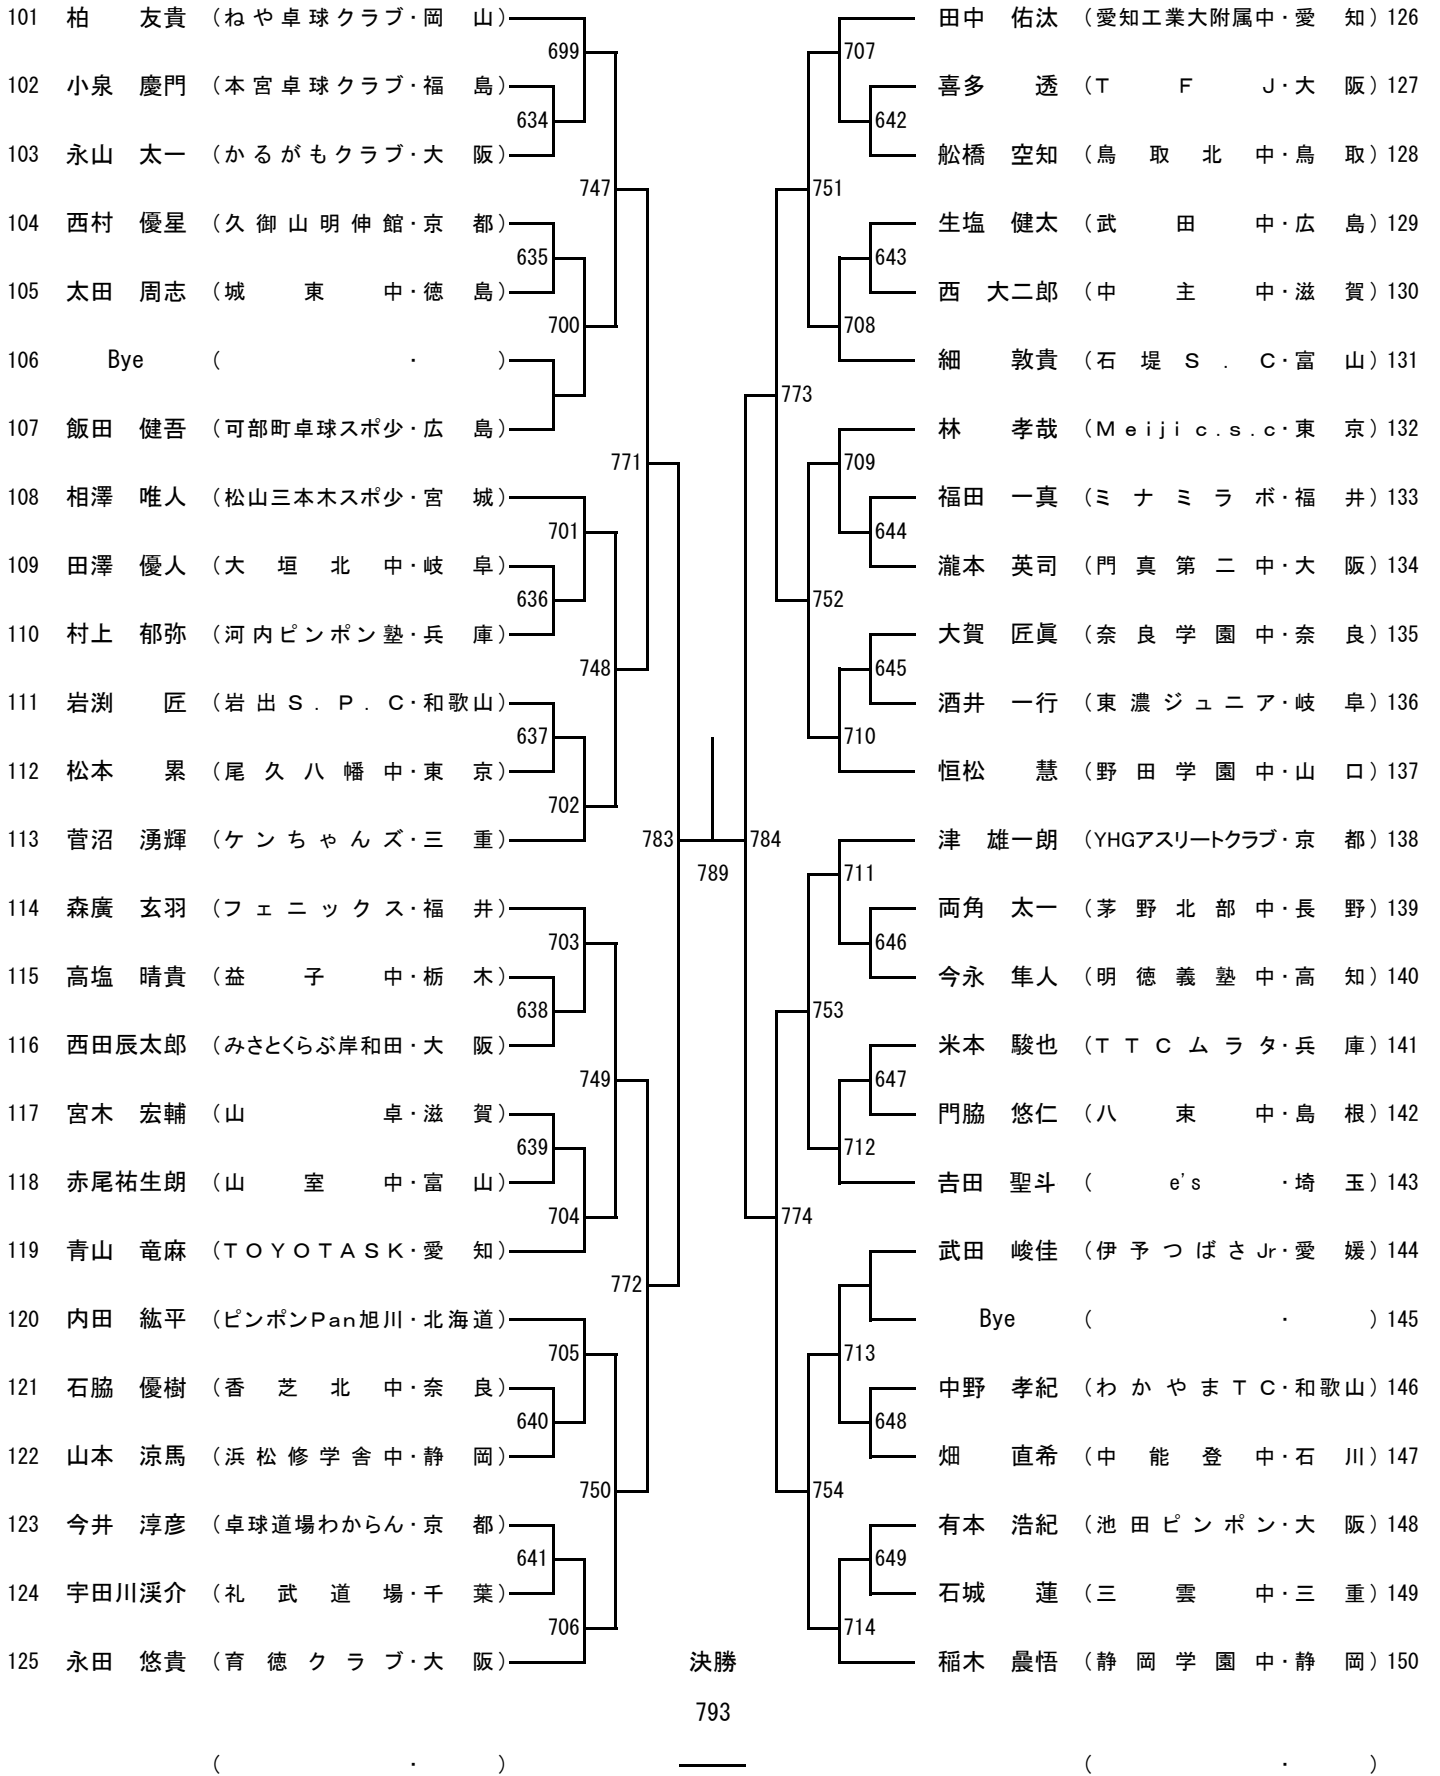 101 柏 友貴 (ねや卓球クラブ・岡 山) 田中 佑汰 (愛知工業大附属中・愛 知) 126
699 707
102 小泉 慶門 (本宮卓球クラブ・福 島) 喜多 透 (T F J・大 阪) 127
634 642
103 永山 太一 (かるがもクラブ・大 阪) 舩橋 空知 (鳥 取 北 中・鳥 取) 128
747 751
104 西村 優星 (久御山明伸館・京 都) 生塩 健太 (武 田 中・広 島) 129
635 643
105 太田 周志 (城 東 中・徳 島) 西 大二郎 (中 主 中・滋 賀) 130
700 708
106 Bye ( ・ ) 細 敦貴 (石 堤 S . C・富 山) 131
773
107 飯田 健吾 (可部町卓球スポ少・広 島) 林 孝哉 (Meiji c.s.c・東 京) 132
771 709
108 相澤 唯人 (松山三本木スポ少・宮 城) 福田 一真 (ミ ナ ミ ラ ボ・福 井) 133
701 644
109 田澤 優人 (大 垣 北 中・岐 阜) 瀧本 英司 (門 真 第 二 中・大 阪) 134
636 752
110 村上 郁弥 (河内ピンポン塾・兵 庫) 大賀 匠眞 (奈 良 学 園 中・奈 良) 135
748 645
111 岩渕 匠 (岩 出 S . P . C・和歌山) 酒井 一行 (東 濃 ジ ュ ニ ア・岐 阜) 136
637 710
112 松本 累 (尾 久 八 幡 中・東 京) 恒松 慧 (野 田 学 園 中・山 口) 137
702
113 菅沼 湧輝 (ケ ン ち ゃ ん ズ・三 重) 783 784 津 雄一朗 (YHGアスリートクラブ・京 都) 138
789 711
114 森廣 玄羽 (フ ェ ニ ッ ク ス・福 井) 両角 太一 (茅 野 北 部 中・長 野) 139
703 646
115 高塩 晴貴 (益 子 中・栃 木) 今永 隼人 (明 徳 義 塾 中・高 知) 140
638 753
116 西田辰太郎 (みさとくらぶ岸和田・大 阪) 米本 駿也 (T T C ム ラ タ・兵 庫) 141
749 647
117 宮木 宏輔 (山 卓・滋 賀) 門脇 悠仁 (八 東 中・島 根) 142
639 712
118 赤尾祐生朗 (山 室 中・富 山) 吉田 聖斗 ( e's ・埼 玉) 143
704 774
119 青山 竜麻 (TOYOTASK・愛 知) 武田 峻佳 (伊 予 つ ば さ Jr・愛 媛) 144
772
120 内田 紘平 (ピンポンPan旭川・北海道) Bye ( ・ ) 145
705 713
121 石脇 優樹 (香 芝 北 中・奈 良) 中野 孝紀 (わ か や ま T C・和歌山) 146
640 648
122 山本 涼馬 (浜 松 修 学 舎 中・静 岡) 畑 直希 (中 能 登 中・石 川) 147
750 754
123 今井 淳彦 (卓球道場わからん・京 都) 有本 浩紀 (池 田 ピ ン ポ ン・大 阪) 148
641 649
124 宇田川渓介 (礼 武 道 場・千 葉) 石城 蓮 (三 雲 中・三 重) 149
706 714
125 永田 悠貴 (育 徳 ク ラ ブ・大 阪) 決勝 稲木 曟悟 (静 岡 学 園 中・静 岡) 150
793
( ・ ) ( ・ )